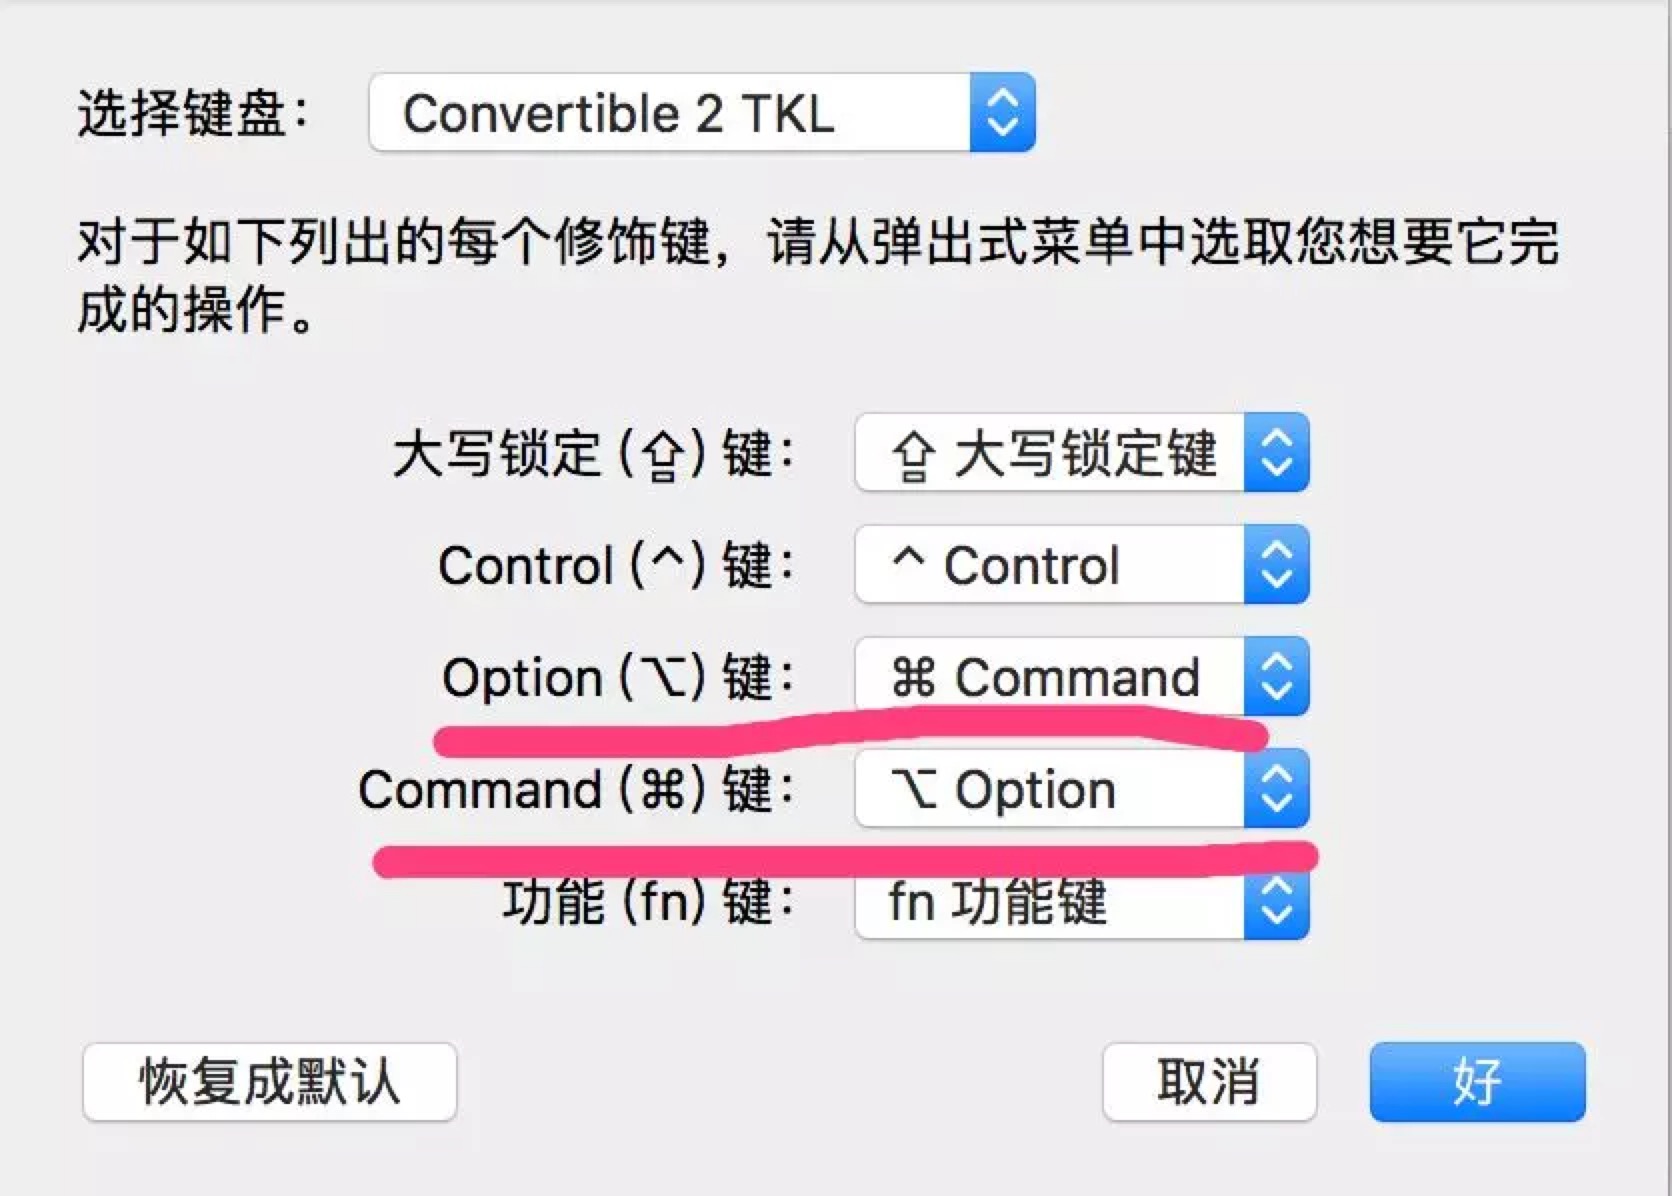 选择键盘： Convertible 2 TKL
对于如下列出的每个修饰键，请从弹出式菜单中选取您想要它完
成的操作。
大写锁定 (⇪) 键： ⇪ 大写锁定键
Control (^) 键： ^ Control
Option (⌥) 键： ⌘ Command
Command (⌘) 键： ⌥ Option
功能 (fn) 键： fn 功能键
恢复成默认 取消 好